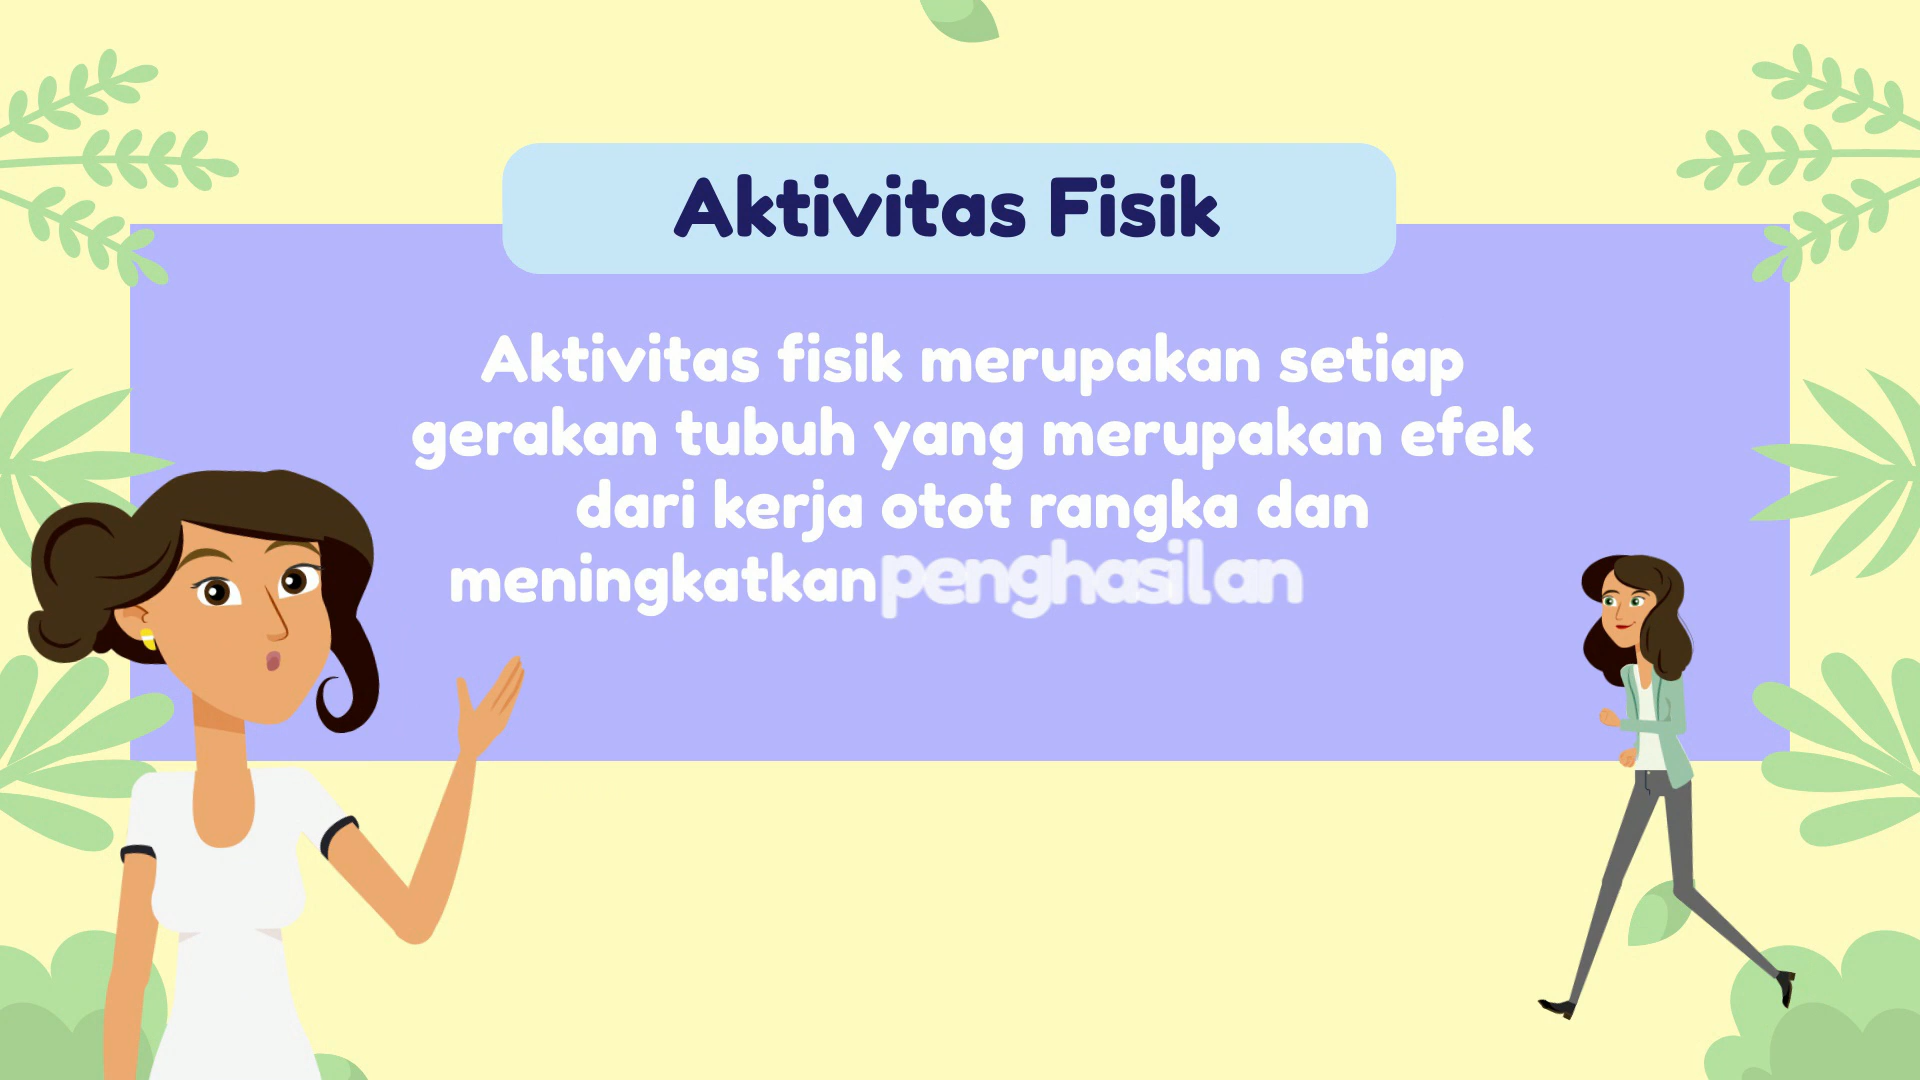 Aktivitas Fisik
Aktivitas fisik merupakan setiap
gerakan tubuh yang merupakan efek
dari kerja otot rangka dan
meningkatkan penghasilan